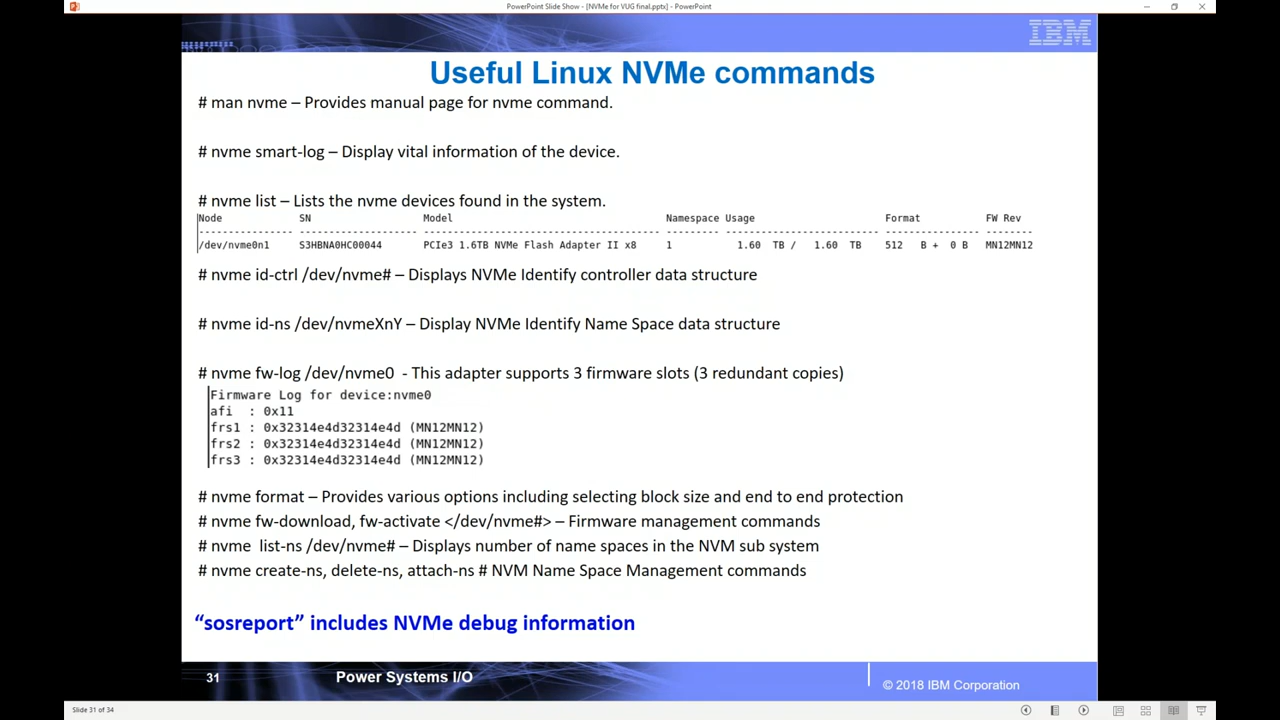 PowerPoint Slide Show - [NVMe for VUG final.pptx] - PowerPoint
IBM
Useful Linux NVMe commands
# man nvme – Provides manual page for nvme command.
# nvme smart-log – Display vital information of the device.
# nvme list – Lists the nvme devices found in the system.
Node SN Model Namespace Usage Format FW Rev
---------------- -------------------- ---------------------------------------- --------- -------------------------- ---------------- --------
/dev/nvme0n1 S3HBNA0HC00044 PCIe3 1.6TB NVMe Flash Adapter II x8 1 1.60 TB / 1.60 TB 512 B + 0 B MN12MN12
# nvme id-ctrl /dev/nvme# – Displays NVMe Identify controller data structure
# nvme id-ns /dev/nvmeXnY – Display NVMe Identify Name Space data structure
# nvme fw-log /dev/nvme0 - This adapter supports 3 firmware slots (3 redundant copies)
Firmware Log for device:nvme0
afi : 0x11
frs1 : 0x32314e4d32314e4d (MN12MN12)
frs2 : 0x32314e4d32314e4d (MN12MN12)
frs3 : 0x32314e4d32314e4d (MN12MN12)
# nvme format – Provides various options including selecting block size and end to end protection
# nvme fw-download, fw-activate </dev/nvme#> – Firmware management commands
# nvme list-ns /dev/nvme# – Displays number of name spaces in the NVM sub system
# nvme create-ns, delete-ns, attach-ns # NVM Name Space Management commands
“sosreport” includes NVMe debug information
31 Power Systems I/O © 2018 IBM Corporation
Slide 31 of 34